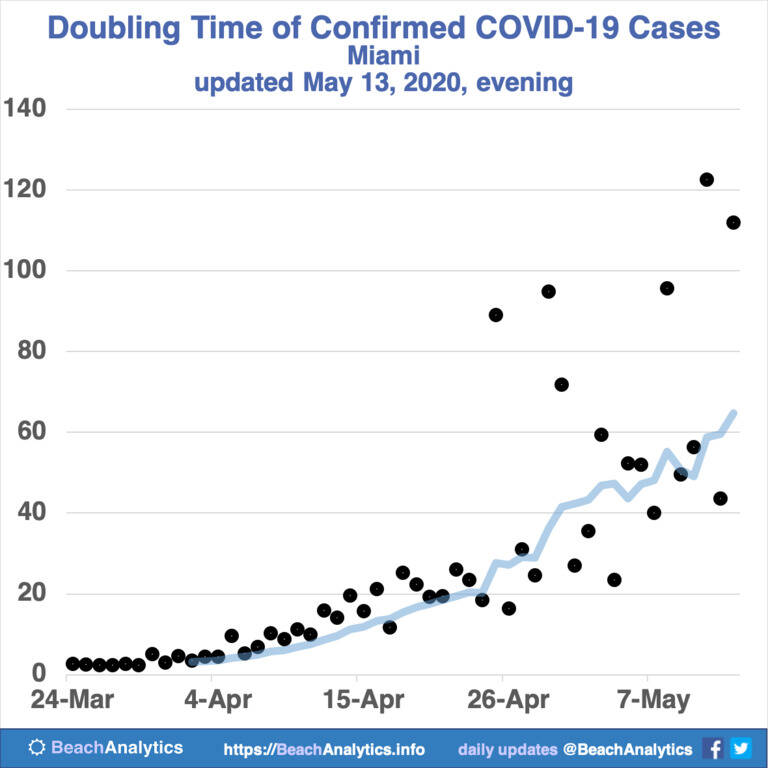 Doubling Time of Confirmed COVID-19 Cases
Miami
updated May 13, 2020, evening
140
120
100
80
60
40
20
0
24-Mar 4-Apr 15-Apr 26-Apr 7-May
BeachAnalytics https://BeachAnalytics.info daily updates @BeachAnalytics